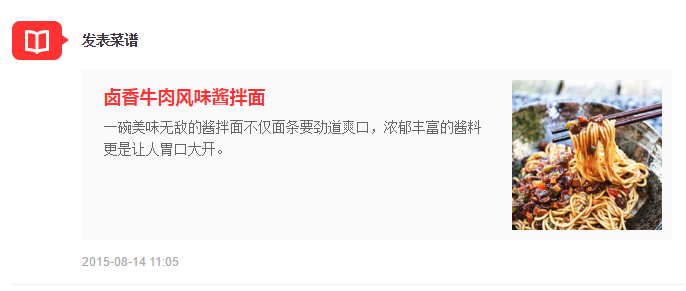 发表菜谱
卤香牛肉风味酱拌面
一碗美味无敌的酱拌面不仅面条要劲道爽口，浓郁丰富的酱料
更是让人胃口大开。
2015-08-14 11:05